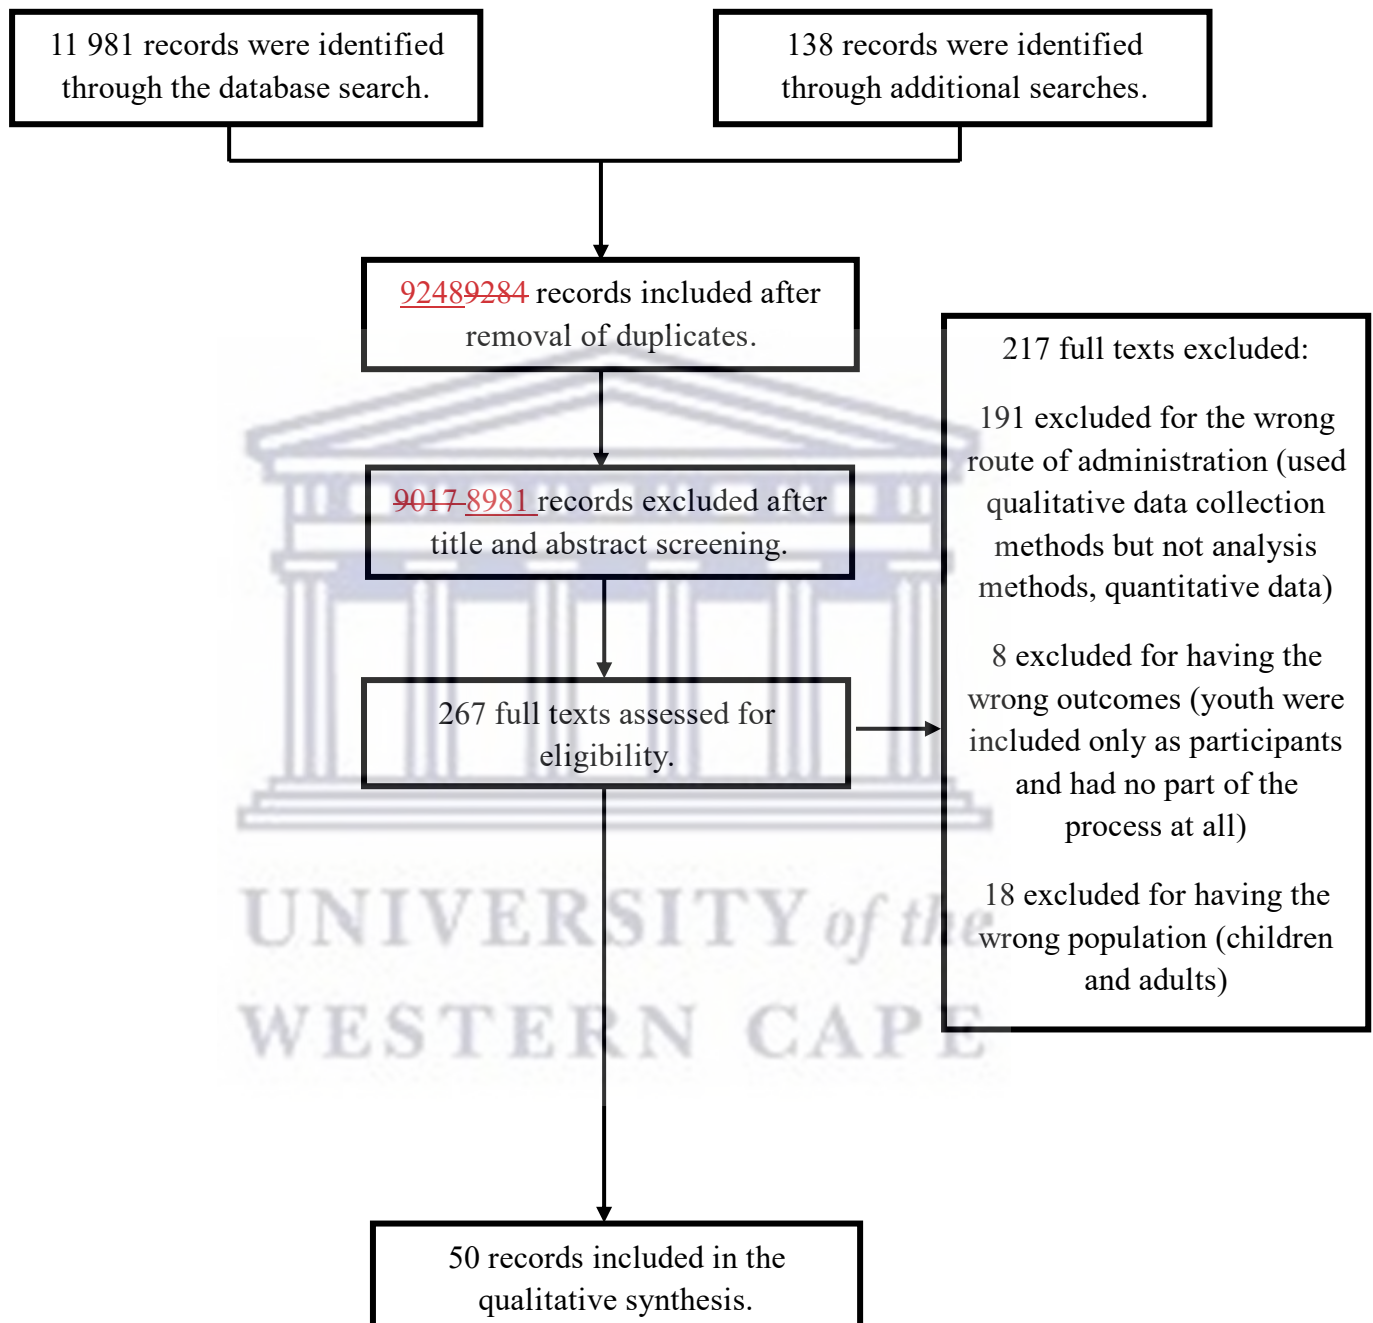 11 981 records were identified
through the database search.
138 records were identified
through additional searches.
92489284 records included after
removal of duplicates.
9017 8981 records excluded after
title and abstract screening.
267 full texts assessed for
eligibility.
217 full texts excluded:
191 excluded for the wrong
route of administration (used
qualitative data collection
methods but not analysis
methods, quantitative data)
8 excluded for having the
wrong outcomes (youth were
included only as participants
and had no part of the
process at all)
18 excluded for having the
wrong population (children
and adults)
UNIVERSITY of the
WESTERN CAPE
50 records included in the
qualitative synthesis.